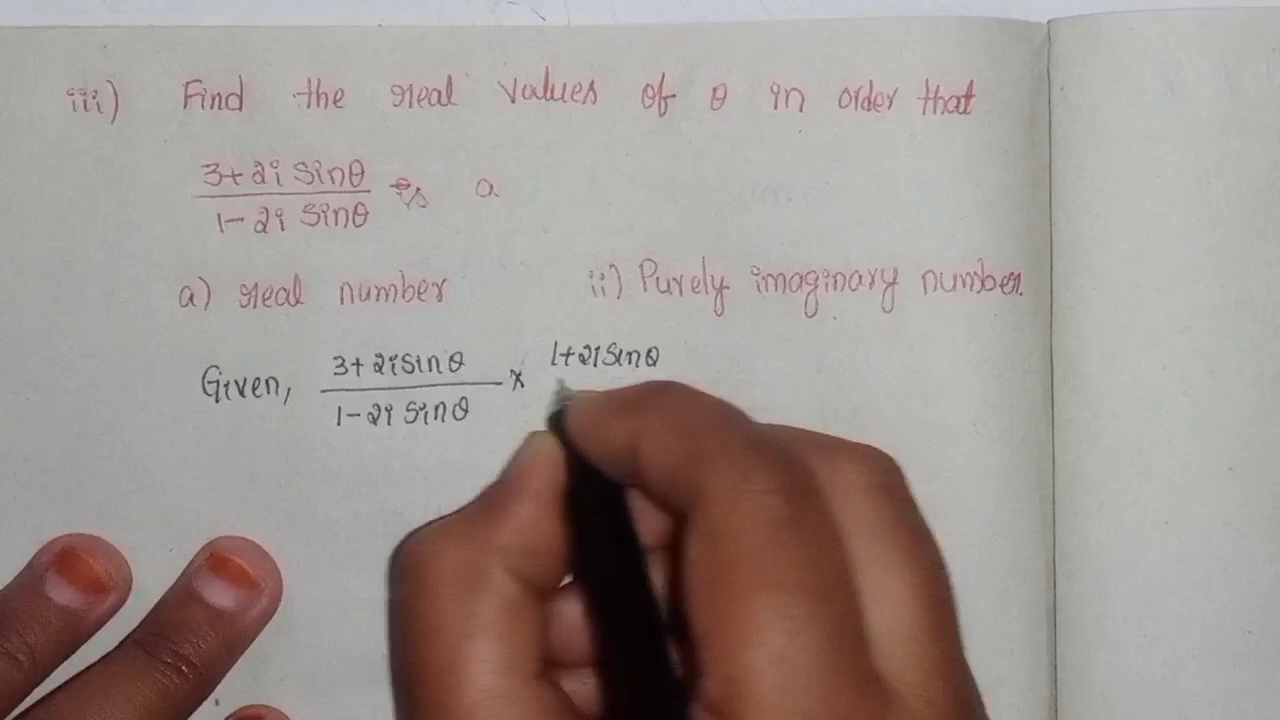 iii) Find the real values of θ in order that
3+2i Sinθ / 1-2i Sinθ is a
a) real number ii) Purely imaginary number.
Given, 3+2iSinθ / 1-2i Sinθ × 1+2iSinθ